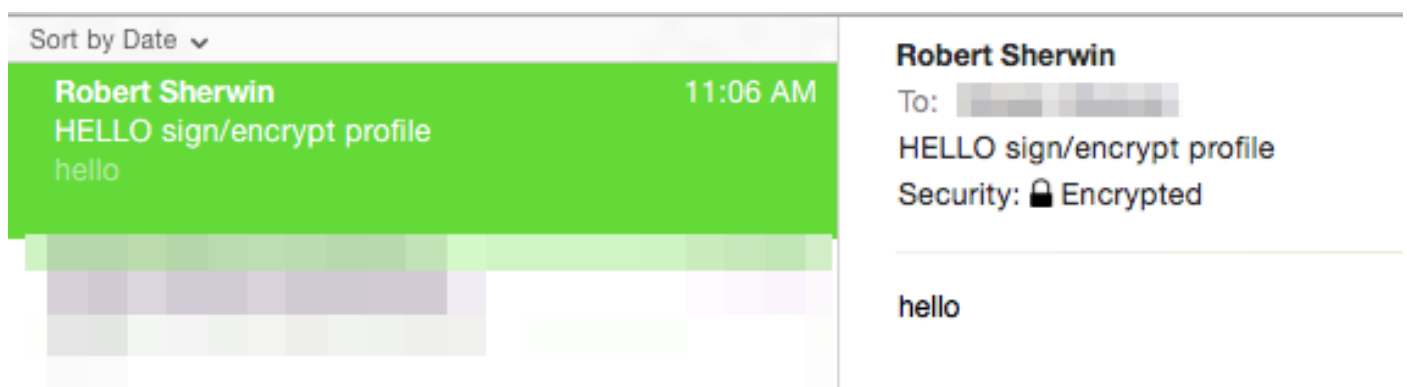 Sort by Date
Robert Sherwin 11:06 AM
HELLO sign/encrypt profile
hello
Robert Sherwin
To:
HELLO sign/encrypt profile
Security: Encrypted
hello